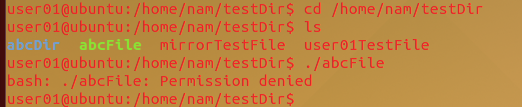 user01@ubuntu:/home/nam/testDir$ cd /home/nam/testDir
user01@ubuntu:/home/nam/testDir$ ls
abcDir  abcFile  mirrorTestFile  user01TestFile
user01@ubuntu:/home/nam/testDir$ ./abcFile
bash: ./abcFile: Permission denied
user01@ubuntu:/home/nam/testDir$